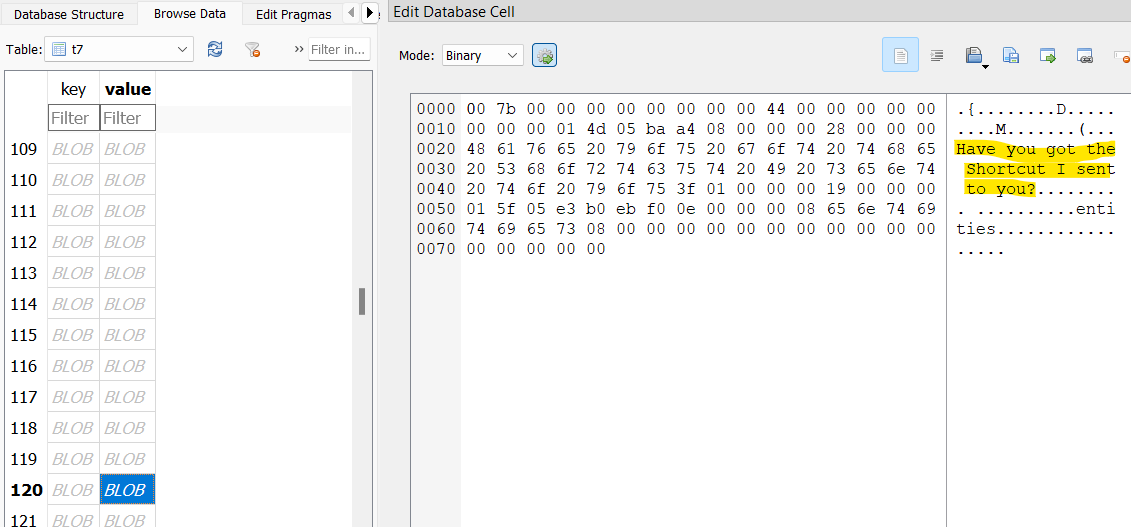 Database Structure Browse Data Edit Pragmas
Edit Database Cell
Table: t7 Filter in...
Mode: Binary
key value
Filter Filter
109 BLOB BLOB
110 BLOB BLOB
111 BLOB BLOB
112 BLOB BLOB
113 BLOB BLOB
114 BLOB BLOB
115 BLOB BLOB
116 BLOB BLOB
117 BLOB BLOB
118 BLOB BLOB
119 BLOB BLOB
120 BLOB BLOB
121 BLOB BLOB
0000 00 7b 00 00 00 00 00 00 00 00 44 00 00 00 00 00 .{........D.....
0010 00 00 00 01 4d 05 ba a4 08 00 00 00 28 00 00 00 ....M.......(...
0020 48 61 76 65 20 79 6f 75 20 67 6f 74 20 74 68 65 Have you got the
0030 20 53 68 6f 72 74 63 75 74 20 49 20 73 65 6e 74 Shortcut I sent
0040 20 74 6f 20 79 6f 75 3f 01 00 00 00 19 00 00 00 to you?........
0050 01 5f 05 e3 b0 eb f0 0e 00 00 00 08 65 6e 74 69 . ..........enti
0060 74 69 65 73 08 00 00 00 00 00 00 00 00 00 00 00 ties............
0070 00 00 00 00 00 .....